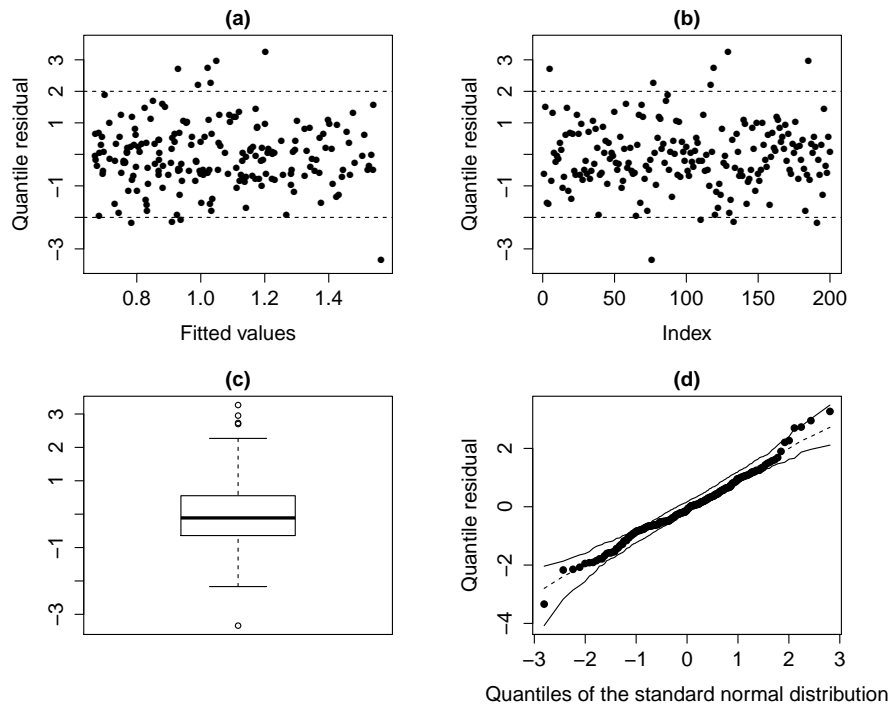 (a)
Quantile residual
3
2
1
−1
−3
0.8 1.0 1.2 1.4
Fitted values
(b)
Quantile residual
3
2
1
−1
−3
0 50 100 150 200
Index
(c)
3
1
−1
−3
(d)
Quantile residual
2
0
−2
−4
−3 −2 −1 0 1 2 3
Quantiles of the standard normal distribution